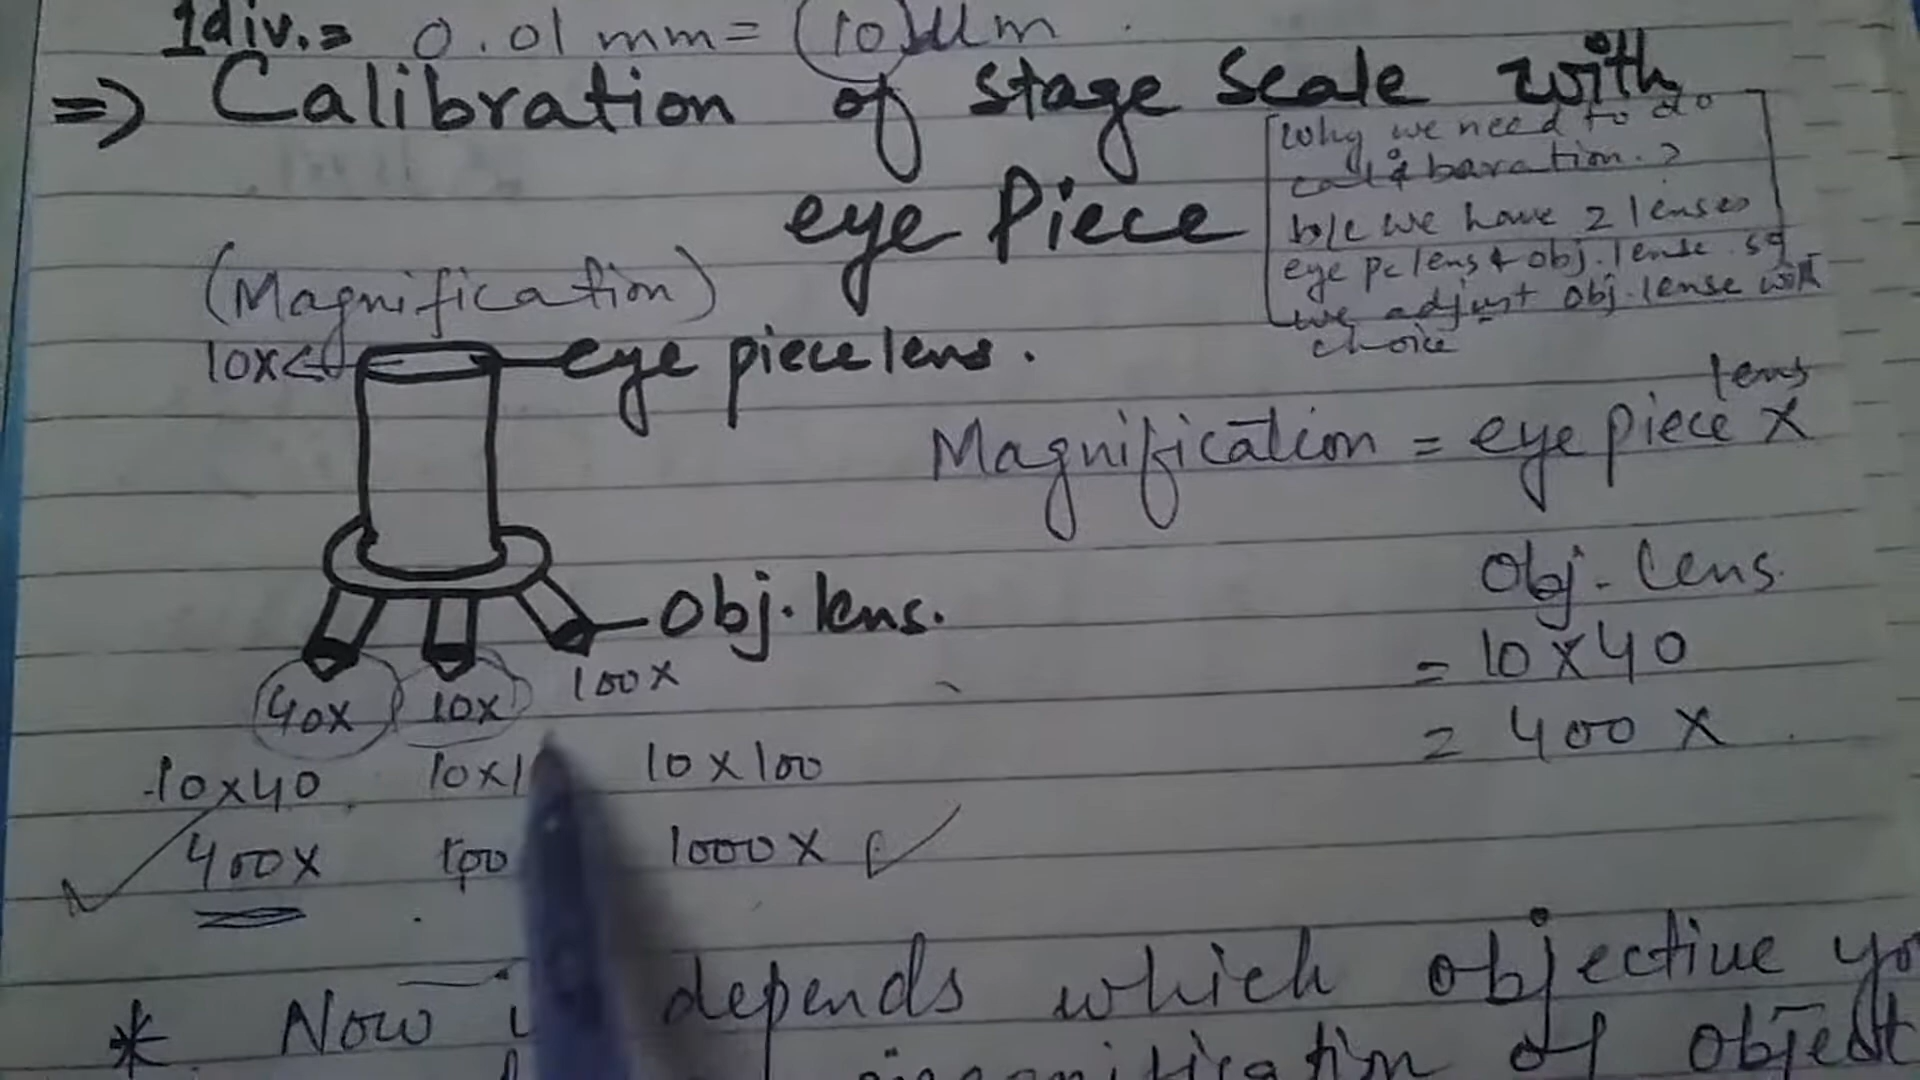 1div.= 0.01mm= (10)μm
=> Calibration of stage Scale with
eye Piece
[Why we need to do
calibaration.?
b/c we have 2 lenses
eye pc lens & obj. lense. so
we adjust obj. lense with
choice
(Magnification)
10x< eye piece lens.
lens
Magnification = eye piece X
Obj. lens.
= 10 X 40
= 400 X
Obj. lens.
40x 10x 100x
10x40 10x1 10x100
400x 100 1000x
* Now depends which objective yo
of object